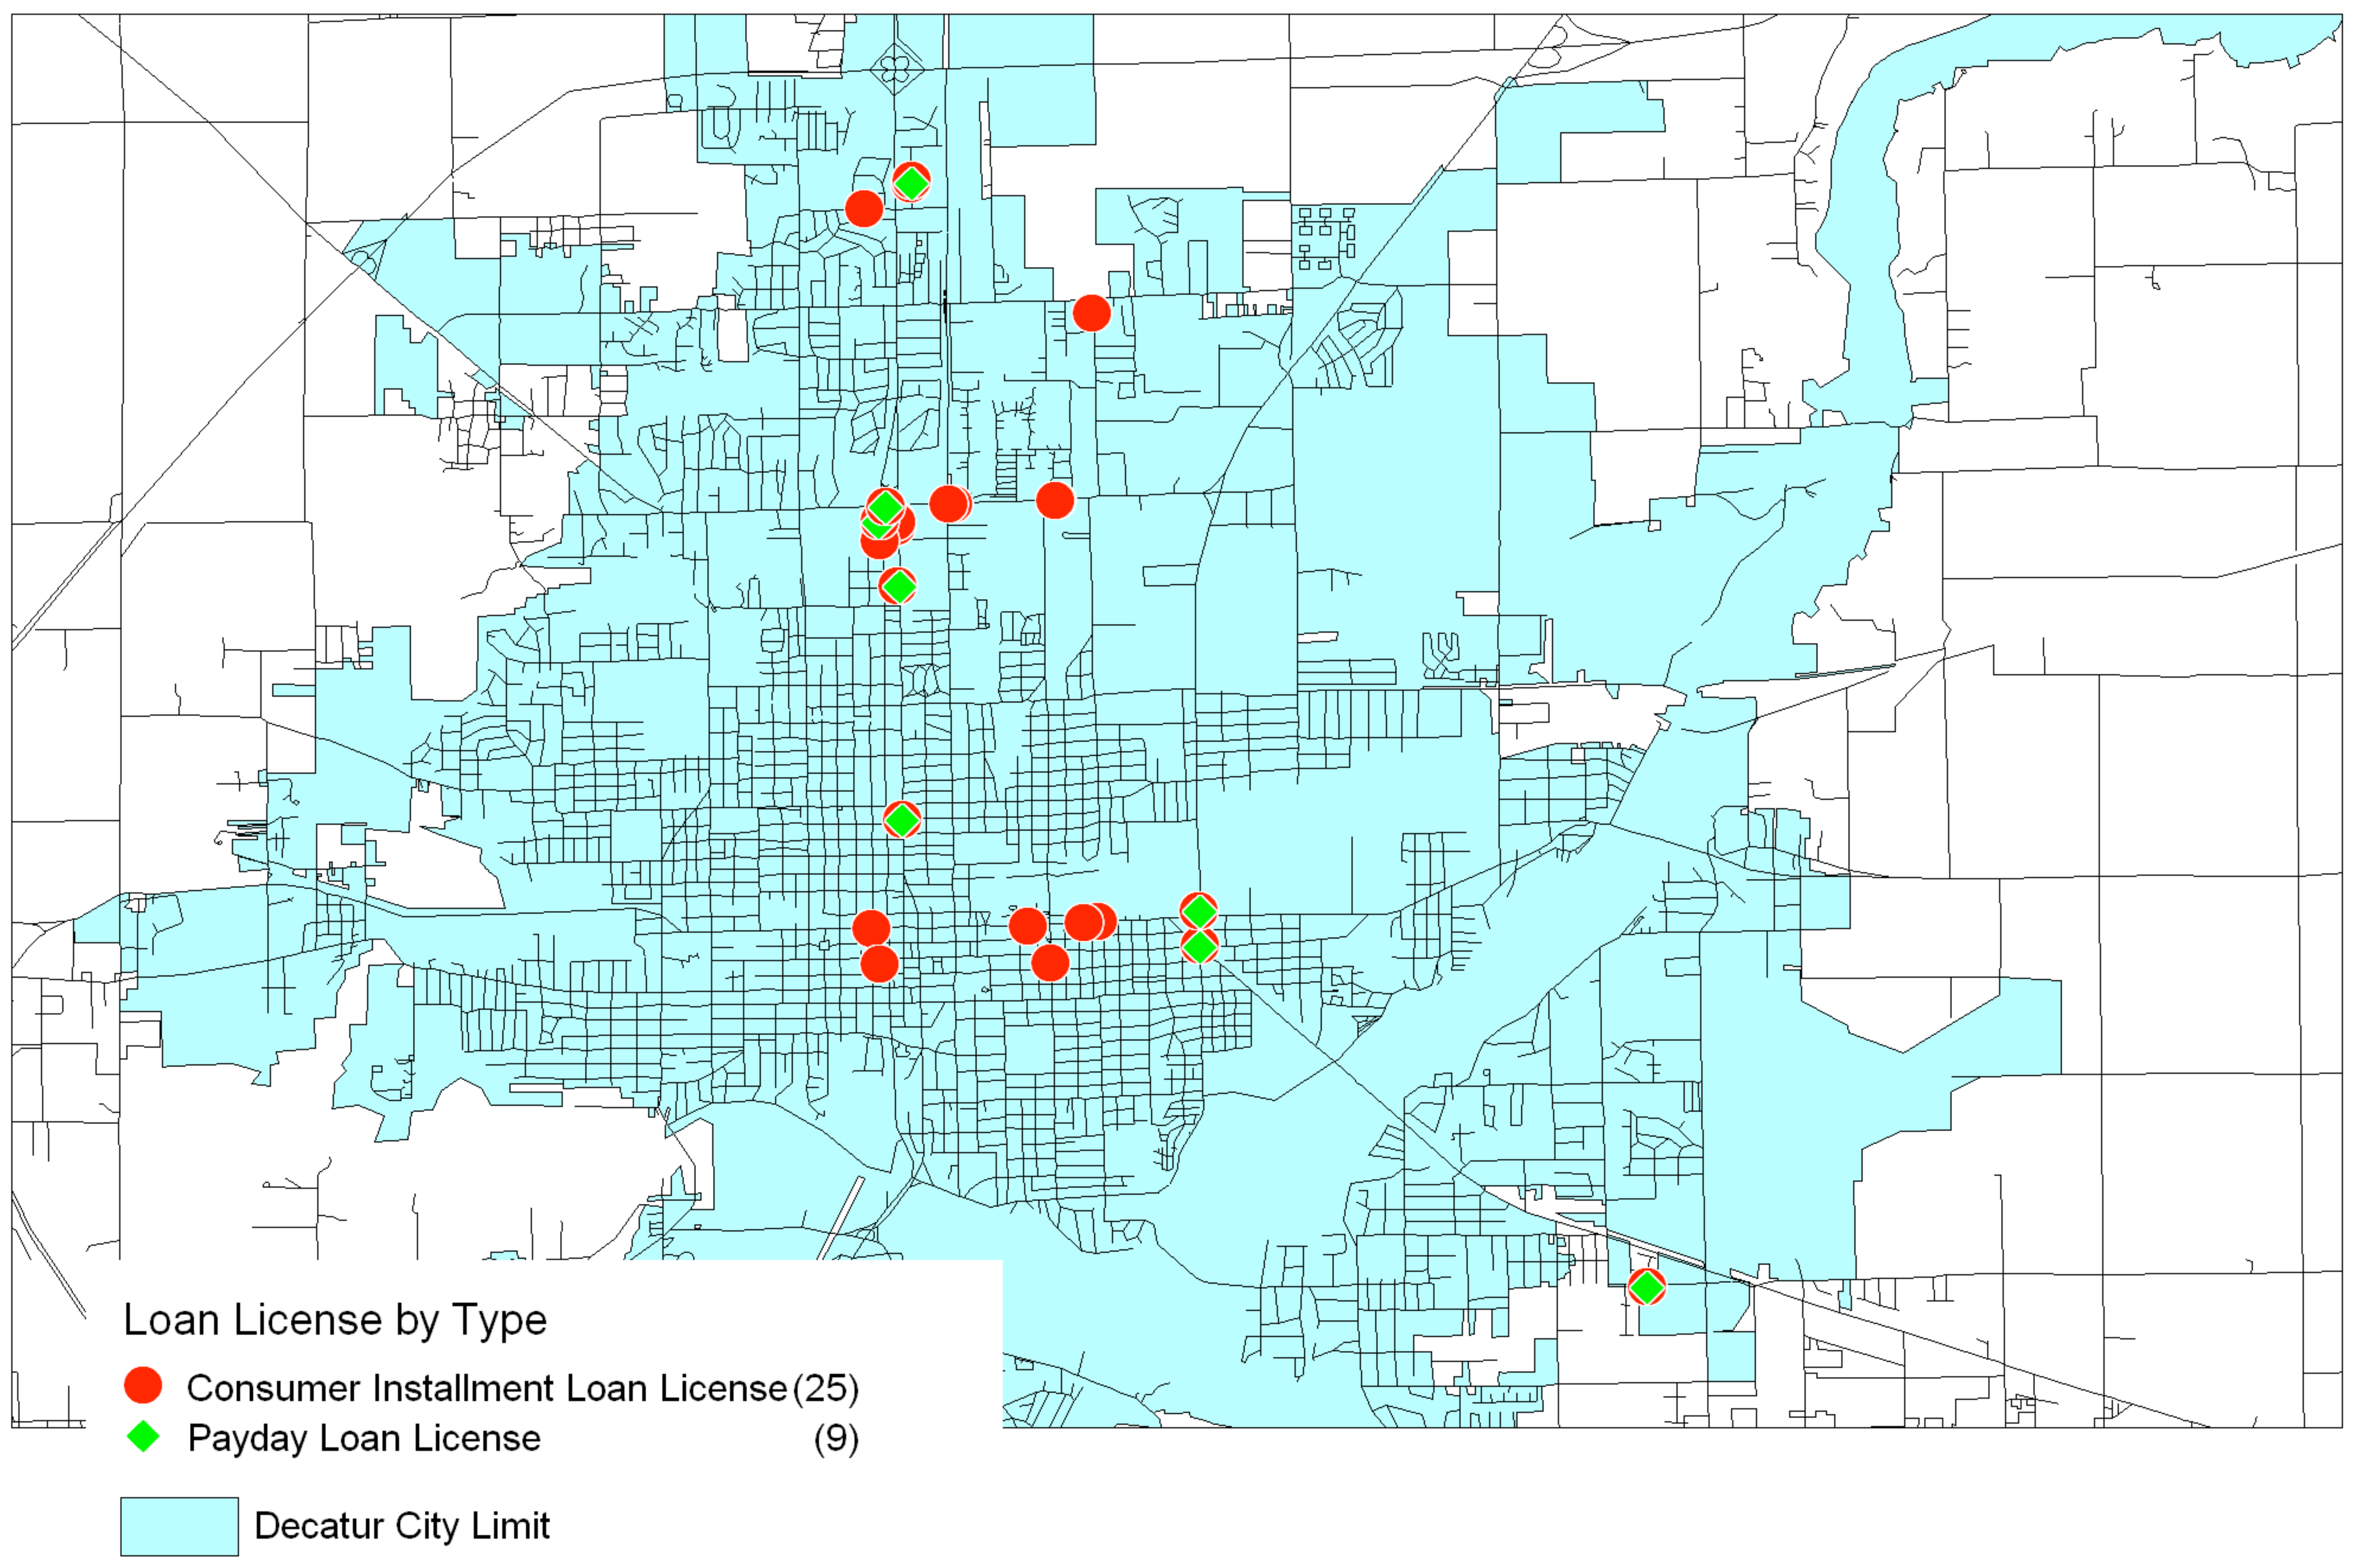 Loan License by Type
Consumer Installment Loan License (25)
Payday Loan License (9)
Decatur City Limit